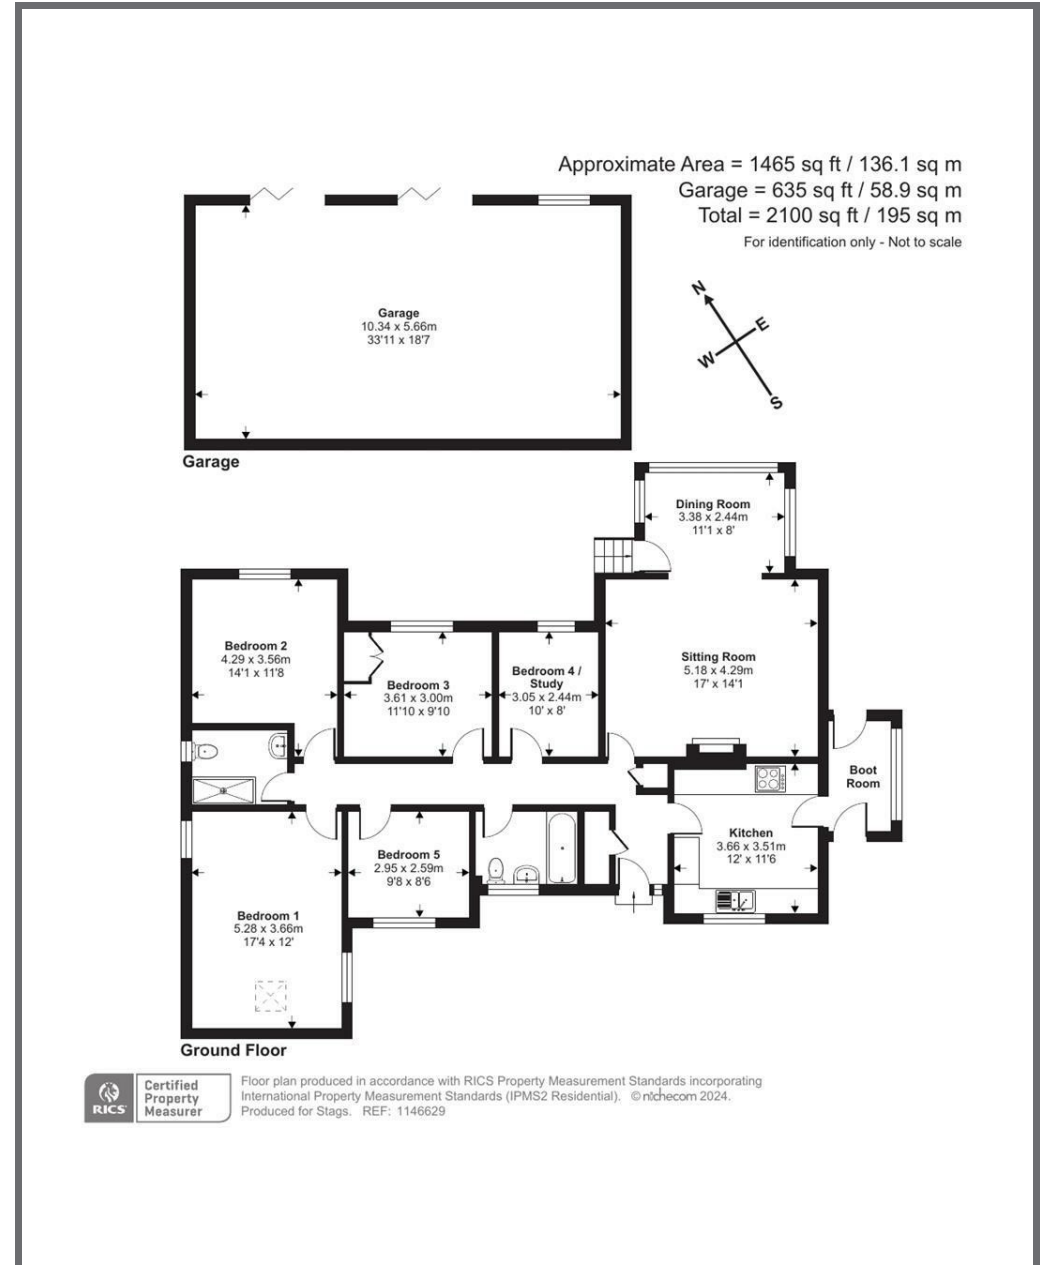 Approximate Area = 1465 sq ft / 136.1 sq m
Garage = 635 sq ft / 58.9 sq m
Total = 2100 sq ft / 195 sq m
For identification only - Not to scale
N
E
W
S
Garage
10.34 x 5.66m
33'11 x 18'7
Garage
Dining Room
3.38 x 2.44m
11'1 x 8'
Bedroom 2
4.29 x 3.56m
14'1 x 11'8
Bedroom 3
3.61 x 3.00m
11'10 x 9'10
Bedroom 4 /
Study
3.05 x 2.44m
10' x 8'
Sitting Room
5.18 x 4.29m
17' x 14'1
Boot
Room
Kitchen
3.66 x 3.51m
12' x 11'6
Bedroom 5
2.95 x 2.59m
9'8 x 8'6
Bedroom 1
5.28 x 3.66m
17'4 x 12'
Ground Floor
RICS
Certified
Property
Measurer
Floor plan produced in accordance with RICS Property Measurement Standards incorporating
International Property Measurement Standards (IPMS2 Residential). © nichecom 2024.
Produced for Stags. REF: 1146629